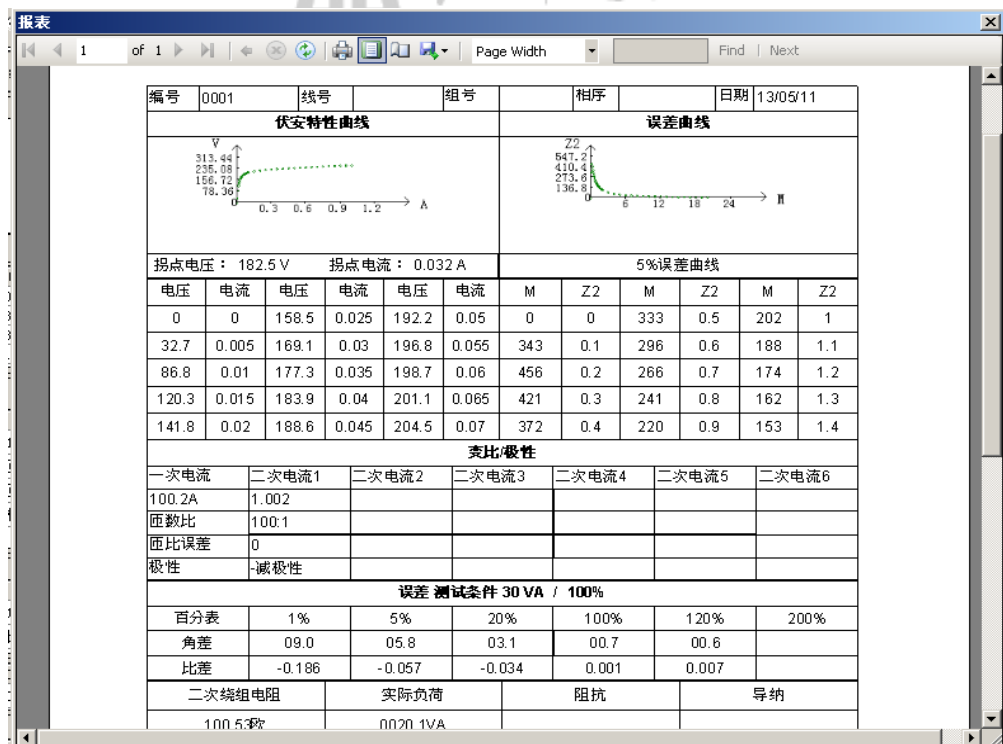 报表
1 of 1 Page Width Find | Next
编号 0001 线号 组号 相序 日期 13/05/11
伏安特性曲线 误差曲线
V
313.44
235.08
156.72
78.36
0 0.3 0.6 0.9 1.2 A
Z2
547.2
410.4
273.6
136.8
0 6 12 18 24 M
拐点电压： 182.5 V 拐点电流： 0.032 A 5%误差曲线
电压 电流 电压 电流 电压 电流 M Z2 M Z2 M Z2
0 0 158.5 0.025 192.2 0.05 0 0 333 0.5 202 1
32.7 0.005 169.1 0.03 196.8 0.055 343 0.1 296 0.6 188 1.1
86.8 0.01 177.3 0.035 198.7 0.06 456 0.2 266 0.7 174 1.2
120.3 0.015 183.9 0.04 201.1 0.065 421 0.3 241 0.8 162 1.3
141.8 0.02 188.6 0.045 204.5 0.07 372 0.4 220 0.9 153 1.4
变比/极性
一次电流 二次电流1 二次电流2 二次电流3 二次电流4 二次电流5 二次电流6
100.2A 1.002
匝数比 100:1
匝比误差 0
极性 -减极性
误差 测试条件 30 VA / 100%
百分表 1% 5% 20% 100% 120% 200%
角差 09.0 05.8 03.1 00.7 00.6
比差 -0.186 -0.057 -0.034 0.001 0.007
二次绕组电阻 实际负荷 阻抗 导纳
100.53欧 0020.1VA